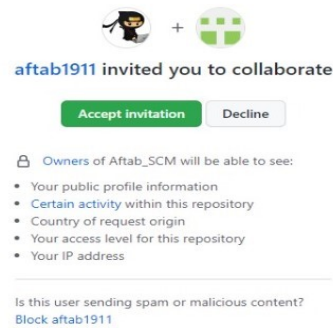 +
aftab1911 invited you to collaborate
Accept invitation Decline
Owners of Aftab_SCM will be able to see:
• Your public profile information
• Certain activity within this repository
• Country of request origin
• Your access level for this repository
• Your IP address
Is this user sending spam or malicious content?
Block aftab1911